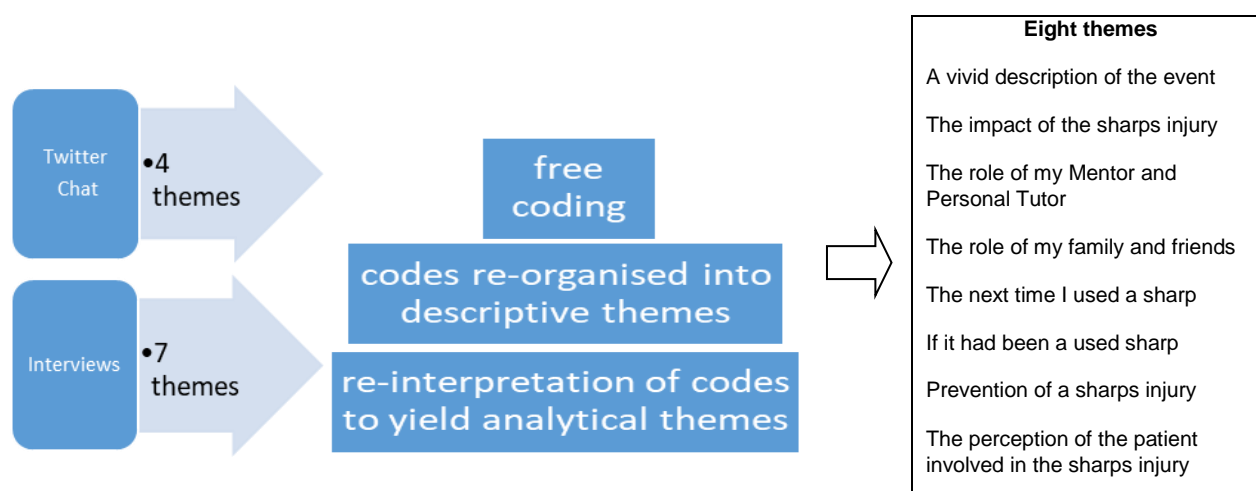 Twitter
Chat
•4
themes
Interviews
•7
themes
free
coding
codes re-organised into
descriptive themes
re-interpretation of codes
to yield analytical themes
Eight themes
A vivid description of the event
The impact of the sharps injury
The role of my Mentor and
Personal Tutor
The role of my family and friends
The next time I used a sharp
If it had been a used sharp
Prevention of a sharps injury
The perception of the patient
involved in the sharps injury